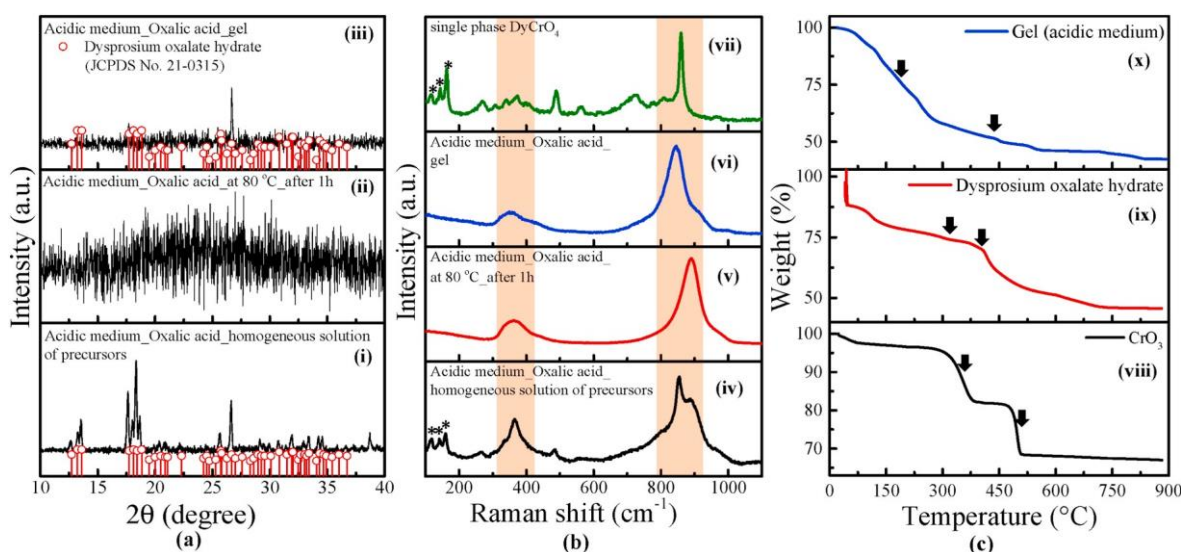 Acidic medium_Oxalic acid_gel
(iii)
Dysprosium oxalate hydrate
(JCPDS No. 21-0315)
Acidic medium_Oxalic acid_at 80 °C_after 1h
(ii)
Acidic medium_Oxalic acid_homogeneous solution
of precursors
(i)
Intensity (a.u.)
10 15 20 25 30 35 40
2θ (degree)
(a)
single phase DyCrO₄
(vii)
* * *
Acidic medium_Oxalic acid_
gel
(vi)
Acidic medium_Oxalic acid_
at 80 °C_after 1h
(v)
Acidic medium_Oxalic acid_
homogeneous solution of precursors
(iv)
* * *
Intensity (a.u.)
200 400 600 800 1000
Raman shift (cm⁻¹)
(b)
100
Gel (acidic medium)
(x)
75
50
100
Dysprosium oxalate hydrate
(ix)
75
50
100
CrO₃
(viii)
90
80
70
Weight (%)
0 150 300 450 600 750 900
Temperature (°C)
(c)